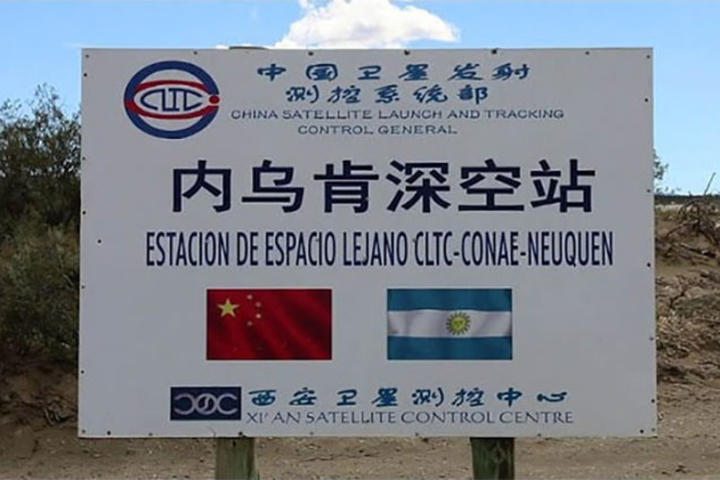 CLTC
中国卫星发射
测控系统部
CHINA SATELLITE LAUNCH AND TRACKING
CONTROL GENERAL
内乌肯深空站
ESTACION DE ESPACIO LEJANO CLTC-CONAE-NEUQUEN
西安卫星测控中心
XI'AN SATELLITE CONTROL CENTRE